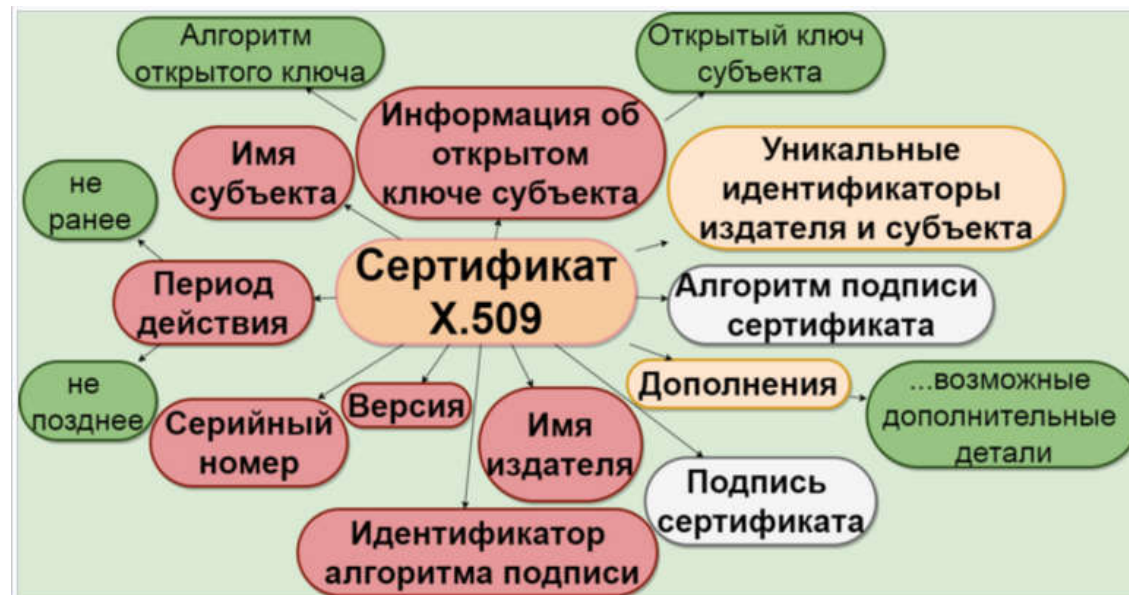 Алгоритм
открытого ключа
Открытый ключ
субъекта
Информация об
открытом
ключе субъекта
Имя
субъекта
Уникальные
идентификаторы
издателя и субъекта
не
ранее
Сертификат
X.509
Период
действия
Алгоритм подписи
сертификата
не
позднее
Серийный
номер
Версия
Имя
издателя
Дополнения
...возможные
дополнительные
детали
Подпись
сертификата
Идентификатор
алгоритма подписи